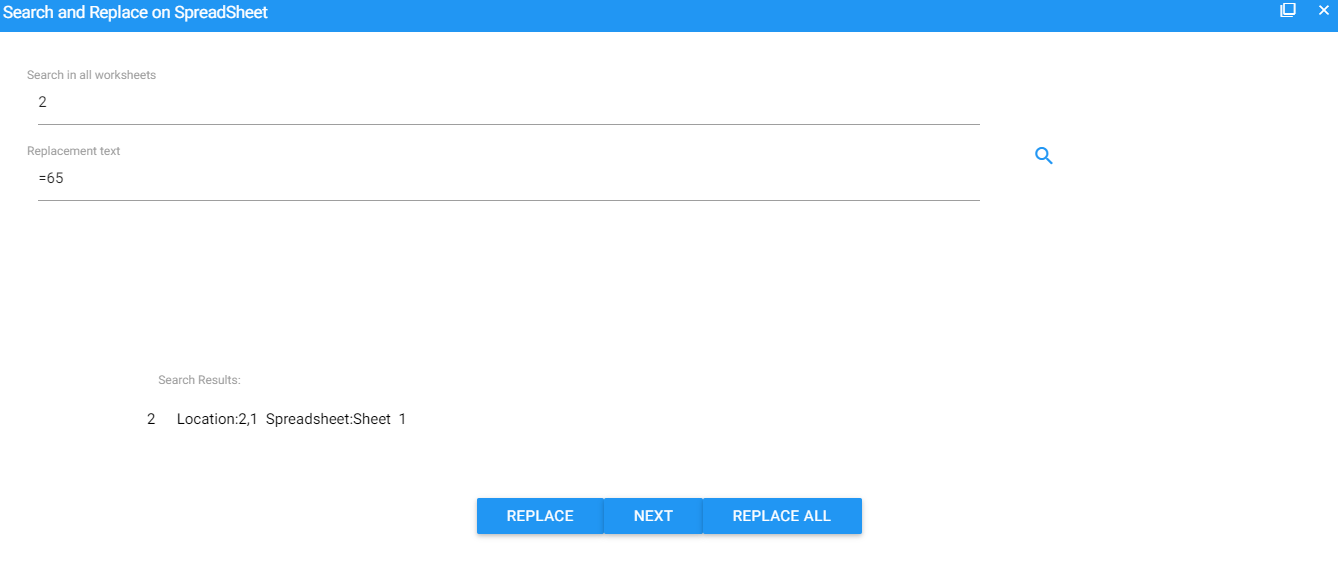 Search and Replace on SpreadSheet
Search in all worksheets
2
Replacement text
=65
Search Results:
2 Location:2,1 Spreadsheet:Sheet 1
REPLACE NEXT REPLACE ALL